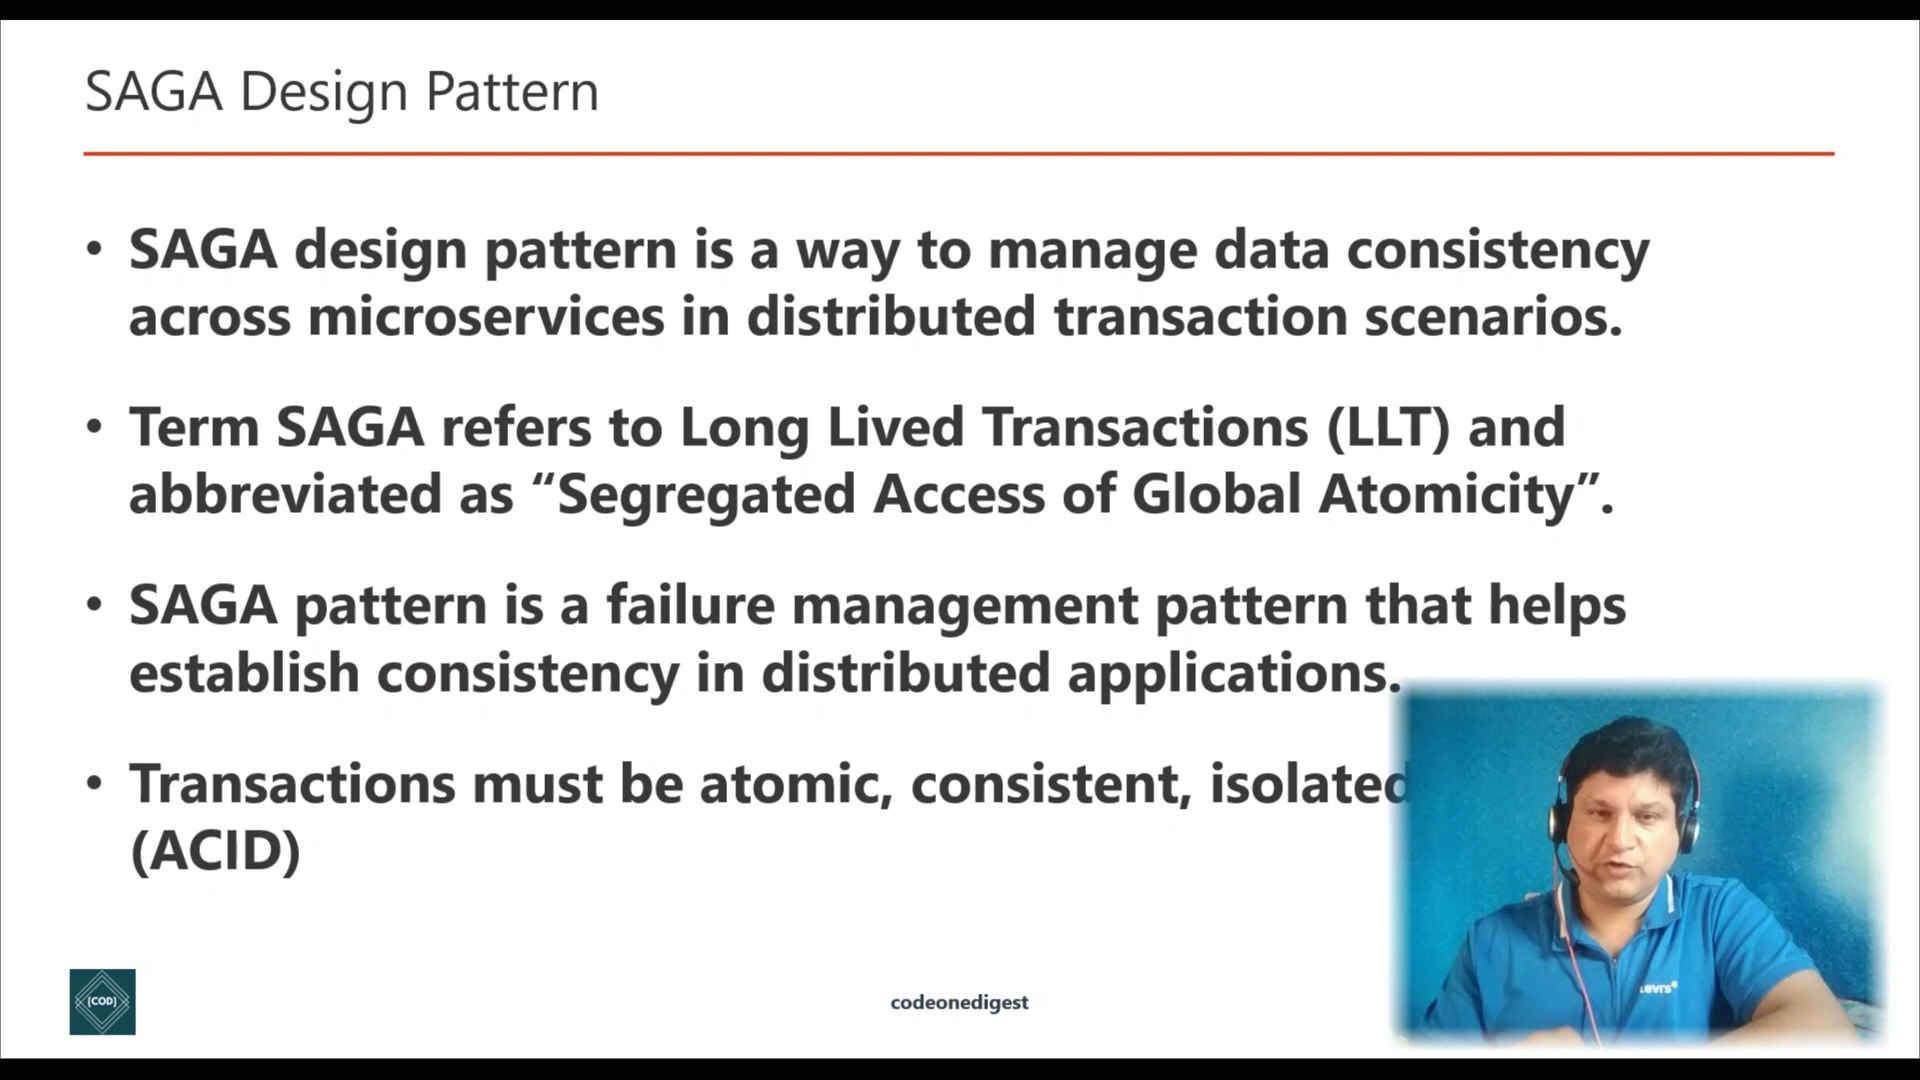 SAGA Design Pattern
• SAGA design pattern is a way to manage data consistency
across microservices in distributed transaction scenarios.
• Term SAGA refers to Long Lived Transactions (LLT) and
abbreviated as “Segregated Access of Global Atomicity”.
• SAGA pattern is a failure management pattern that helps
establish consistency in distributed applications.
• Transactions must be atomic, consistent, isolated
(ACID)
{COD}
codeonedigest